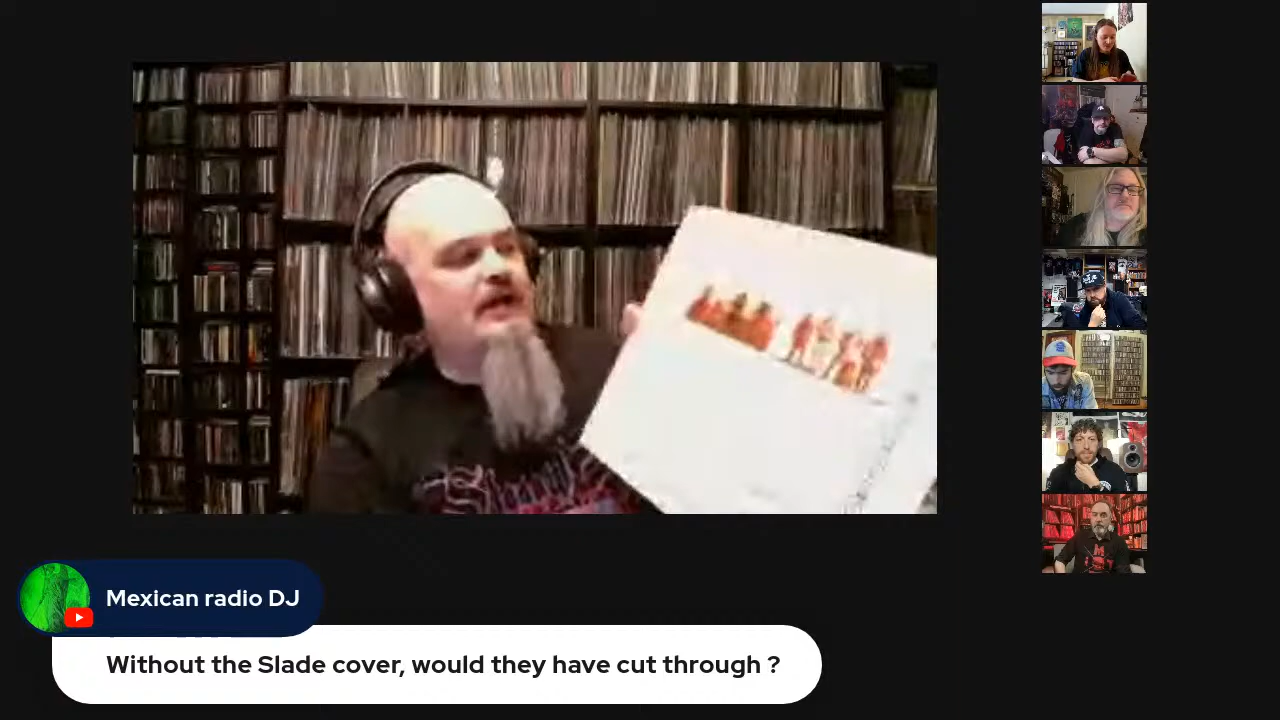 Mexican radio DJ
Without the Slade cover, would they have cut through ?